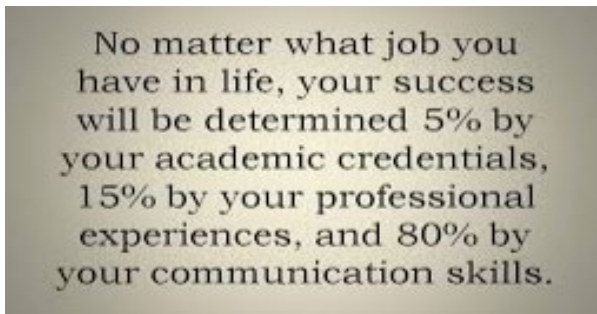 No matter what job you
have in life, your success
will be determined 5% by
your academic credentials,
15% by your professional
experiences, and 80% by
your communication skills.